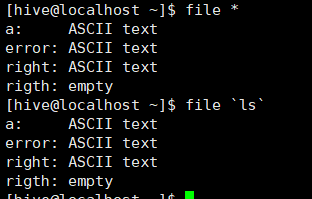 [hive@localhost ~]$ file *
a:     ASCII text
error: ASCII text
right: ASCII text
rigth: empty
[hive@localhost ~]$ file `ls`
a:     ASCII text
error: ASCII text
right: ASCII text
rigth: empty
[hive@localhost ~]$